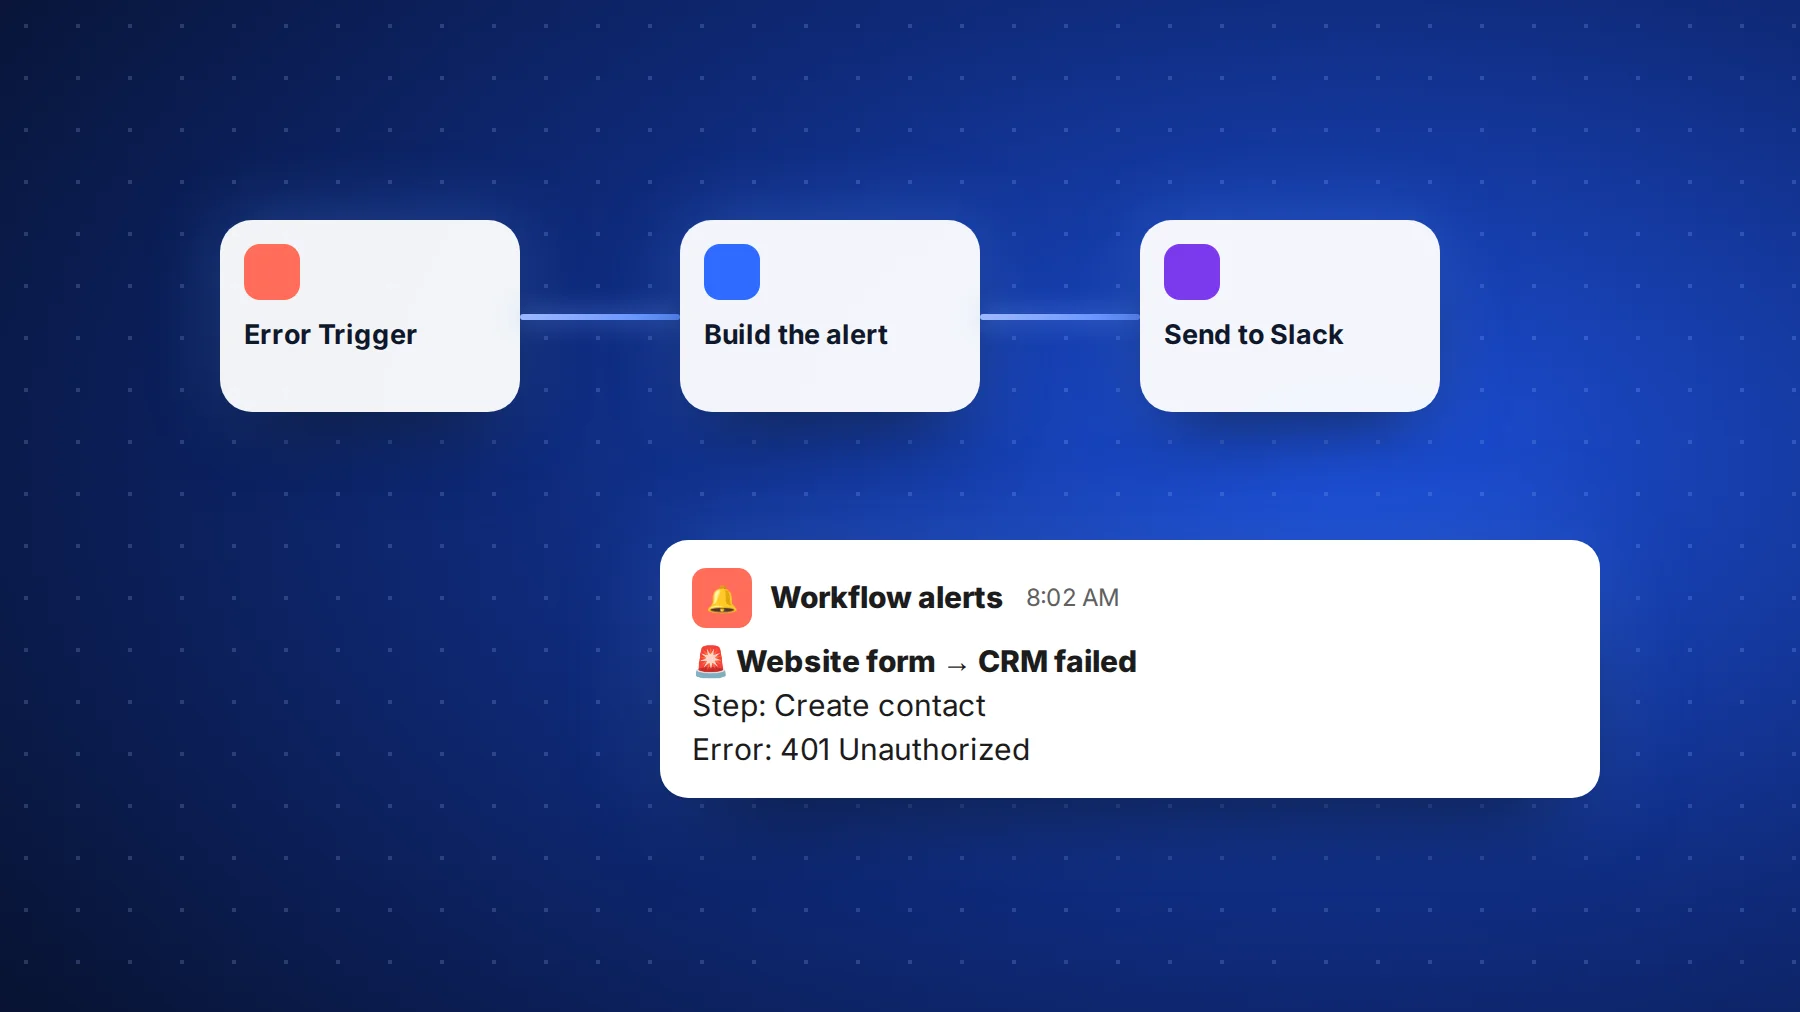 Error Trigger
Build the alert
Send to Slack
Workflow alerts 8:02 AM
🚨 Website form → CRM failed
Step: Create contact
Error: 401 Unauthorized